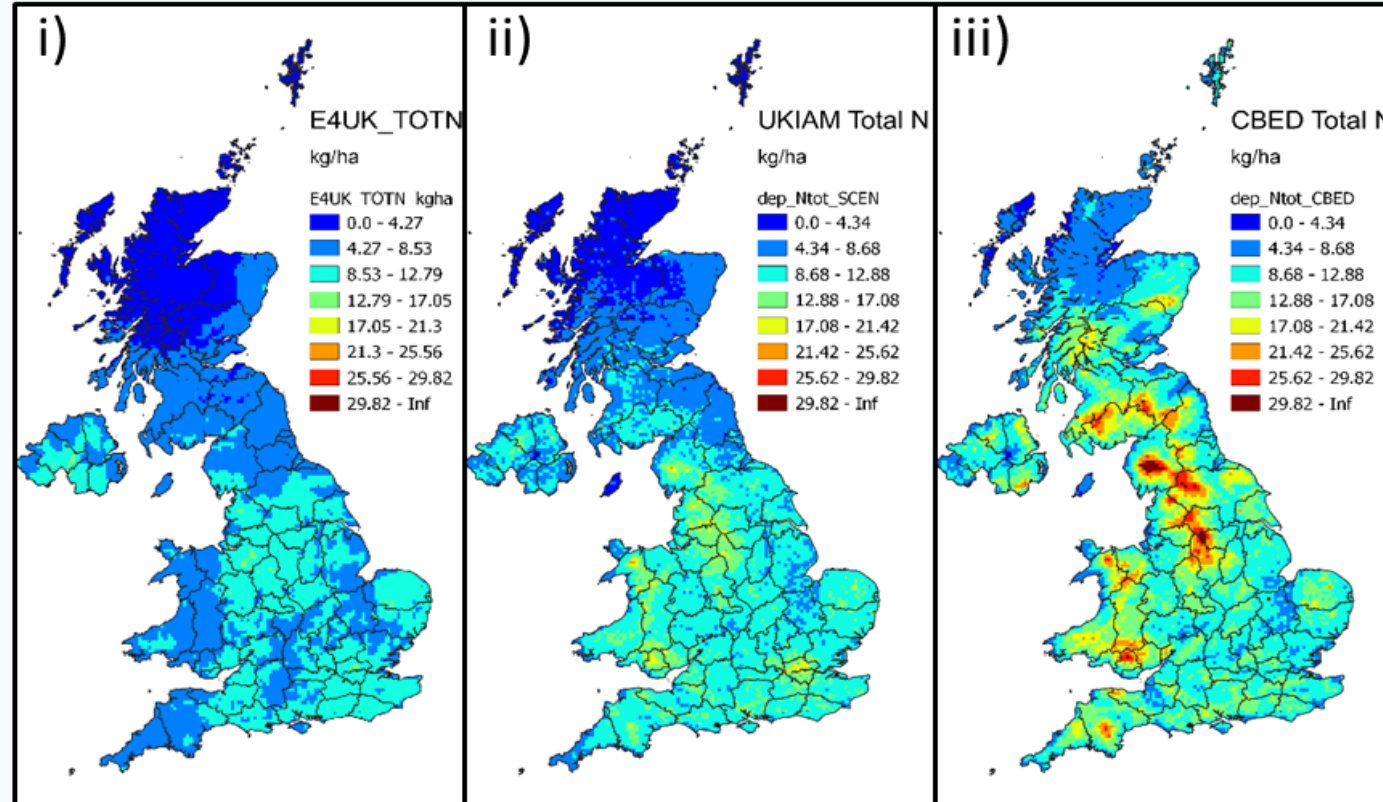 i)
E4UK_TOTN
kg/ha
E4UK_TOTN_kgha
0.0 - 4.27
4.27 - 8.53
8.53 - 12.79
12.79 - 17.05
17.05 - 21.3
21.3 - 25.56
25.56 - 29.82
29.82 - Inf
ii)
UKIAM Total N
kg/ha
dep_Ntot_SCEN
0.0 - 4.34
4.34 - 8.68
8.68 - 12.88
12.88 - 17.08
17.08 - 21.42
21.42 - 25.62
25.62 - 29.82
29.82 - Inf
iii)
CBED Total N
kg/ha
dep_Ntot_CBED
0.0 - 4.34
4.34 - 8.68
8.68 - 12.88
12.88 - 17.08
17.08 - 21.42
21.42 - 25.62
25.62 - 29.82
29.82 - Inf